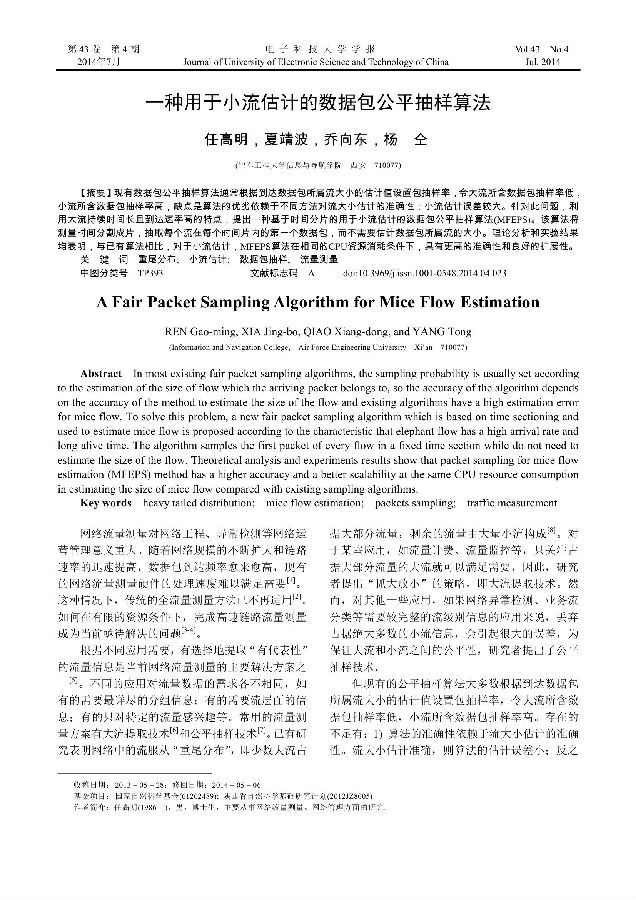 第 43 卷 第 4 期
2014年7月
电 子 科 技 大 学 学 报
Journal of University of Electronic Science and Technology of China
Vol.43 No.4
Jul. 2014
一种用于小流估计的数据包公平抽样算法
任高明，夏靖波，乔向东，杨 仝
(空军工程大学信息与导航学院 西安 710077)
【摘要】现有数据包公平抽样算法通常根据到达数据包所属流大小的估计值设置包抽样率，令大流所含数据包抽样率低，
小流所含数据包抽样率高，缺点是算法的优劣依赖于不同方法对流大小估计的准确性；小流估计误差较大。针对此问题，利
用大流持续时间长且到达速率高的特点，提出一种基于时间分片的用于小流估计的数据包公平抽样算法(MFEPS)。该算法将
测量时间分割成片，抽取每个流在每个时间片内的第一个数据包，而不需要估计数据包所属流的大小。理论分析和实验结果
均表明，与已有算法相比，对于小流估计，MFEPS算法在相同的CPU资源消耗条件下，具有更高的准确性和良好的扩展性。
关 键 词 重尾分布； 小流估计； 数据包抽样； 流量测量
中图分类号 TP393 文献标志码 A doi:10.3969/j.issn.1001-0548.2014.04.023
A Fair Packet Sampling Algorithm for Mice Flow Estimation
REN Gao-ming, XIA Jing-bo, QIAO Xiang-dong, and YANG Tong
(Information and Navigation College, Air Force Engineering University Xi'an 710077)
Abstract In most existing fair packet sampling algorithms, the sampling probability is usually set according
to the estimation of the size of flow which the arriving packet belongs to, so the accuracy of the algorithm depends
on the accuracy of the method to estimate the size of the flow and existing algorithms have a high estimation error
for mice flow. To solve this problem, a new fair packet sampling algorithm which is based on time sectioning and
used to estimate mice flow is proposed according to the characteristic that elephant flow has a high arrival rate and
long alive time. The algorithm samples the first packet of every flow in a fixed time section while do not need to
estimate the size of the flow. Theoretical analysis and experiments results show that packet sampling for mice flow
estimation (MFEPS) method has a higher accuracy and a better scalability at the same CPU resource consumption
in estimating the size of mice flow compared with existing sampling algorithms.
Key words heavy tailed distribution; mice flow estimation; packets sampling; traffic measurement
网络流量测量对网络工程、异常检测等网络运
营管理意义重大。随着网络规模的不断扩大和链路
速率的迅速提高，数据包到达频率愈来愈高，现有
的网络流量测量硬件的处理速度难以满足需要[1]。
这种情况下，传统的全流量测量方法已不再适用[2]。
如何在有限的资源条件下，完成高速链路流量测量
成为当前亟待解决的问题[3-4]。
根据不同应用需要，有选择地提取“有代表性”
的流量信息是当前网络流量测量的主要解决方案之
一[5]。不同的应用对流量数据的需求各不相同，如
有的需要最详尽的分组信息；有的需要流层面的信
息；有的只对特定的流量感兴趣等。常用的流量测
量方案有大流提取技术[6]和公平抽样技术[7]。已有研
究表明网络中的流服从“重尾分布”，即少数大流占
据大部分流量，剩余的流量由大量小流构成[8]。对
于某些应用，如流量计费、流量监控等，只关注占
据大部分流量的大流就可以满足需要，因此，研究
者提出“抓大放小”的策略，即大流提取技术。然
而，对其他一些应用，如果网络异常检测、业务流
分类等需要较完整的流级别信息的应用来说，丢弃
占据绝大多数的小流信息，会引起很大的误差，为
保证大流和小流之间的公平性，研究者提出了公平
抽样技术。
但现有的公平抽样算法大多数根据到达数据包
所属流大小的估计值设置包抽样率，令大流所含数
据包抽样率低，小流所含数据包抽样率高。存在的
不足有：1) 算法的准确性依赖于流大小估计的准确
性。流大小估计准确，则算法的估计误差小；反之
收稿日期：2013－05－28；修回日期：2014－05－06
基金项目：国家自然科学基金(61202489)；陕西省自然科学基础研究计划(2012JZ8005)
作者简介：任高明(1986－)，男，博士生，主要从事网络流量测量、网络管理方面的研究.